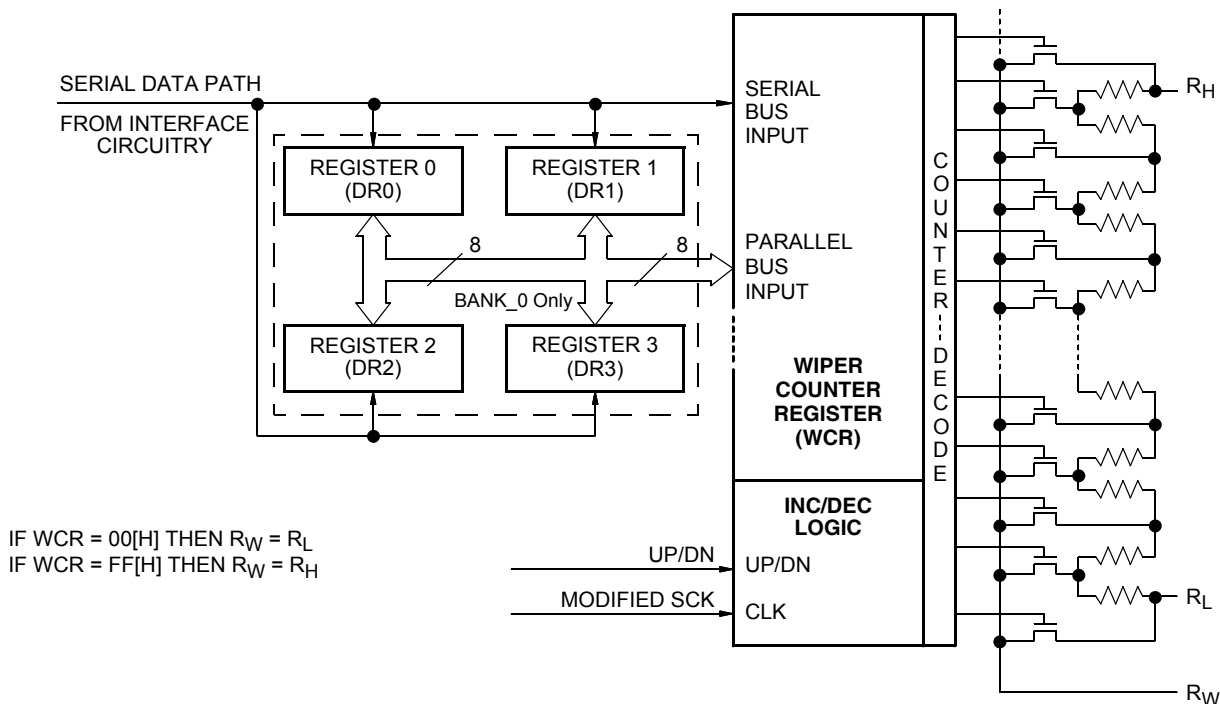 SERIAL DATA PATH
FROM INTERFACE
CIRCUITRY
REGISTER 0
(DR0)
REGISTER 1
(DR1)
8
8
BANK_0 Only
REGISTER 2
(DR2)
REGISTER 3
(DR3)
SERIAL
BUS
INPUT
PARALLEL
BUS
INPUT
WIPER
COUNTER
REGISTER
(WCR)
INC/DEC
LOGIC
UP/DN
UP/DN
MODIFIED SCK
CLK
COUNTER
DECODE
RH
RL
RW
IF WCR = 00[H] THEN RW = RL
IF WCR = FF[H] THEN RW = RH